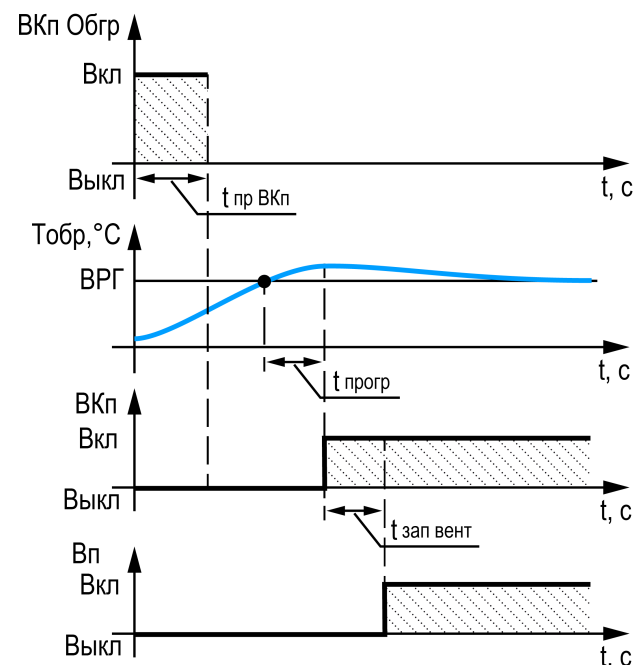 ВКп Обгр
Вкл
Выкл
t, с
t пр ВКп
Тобр,°С
ВРГ
t, с
t прогр
ВКп
Вкл
Выкл
t, с
t зап вент
Вп
Вкл
Выкл
t, с